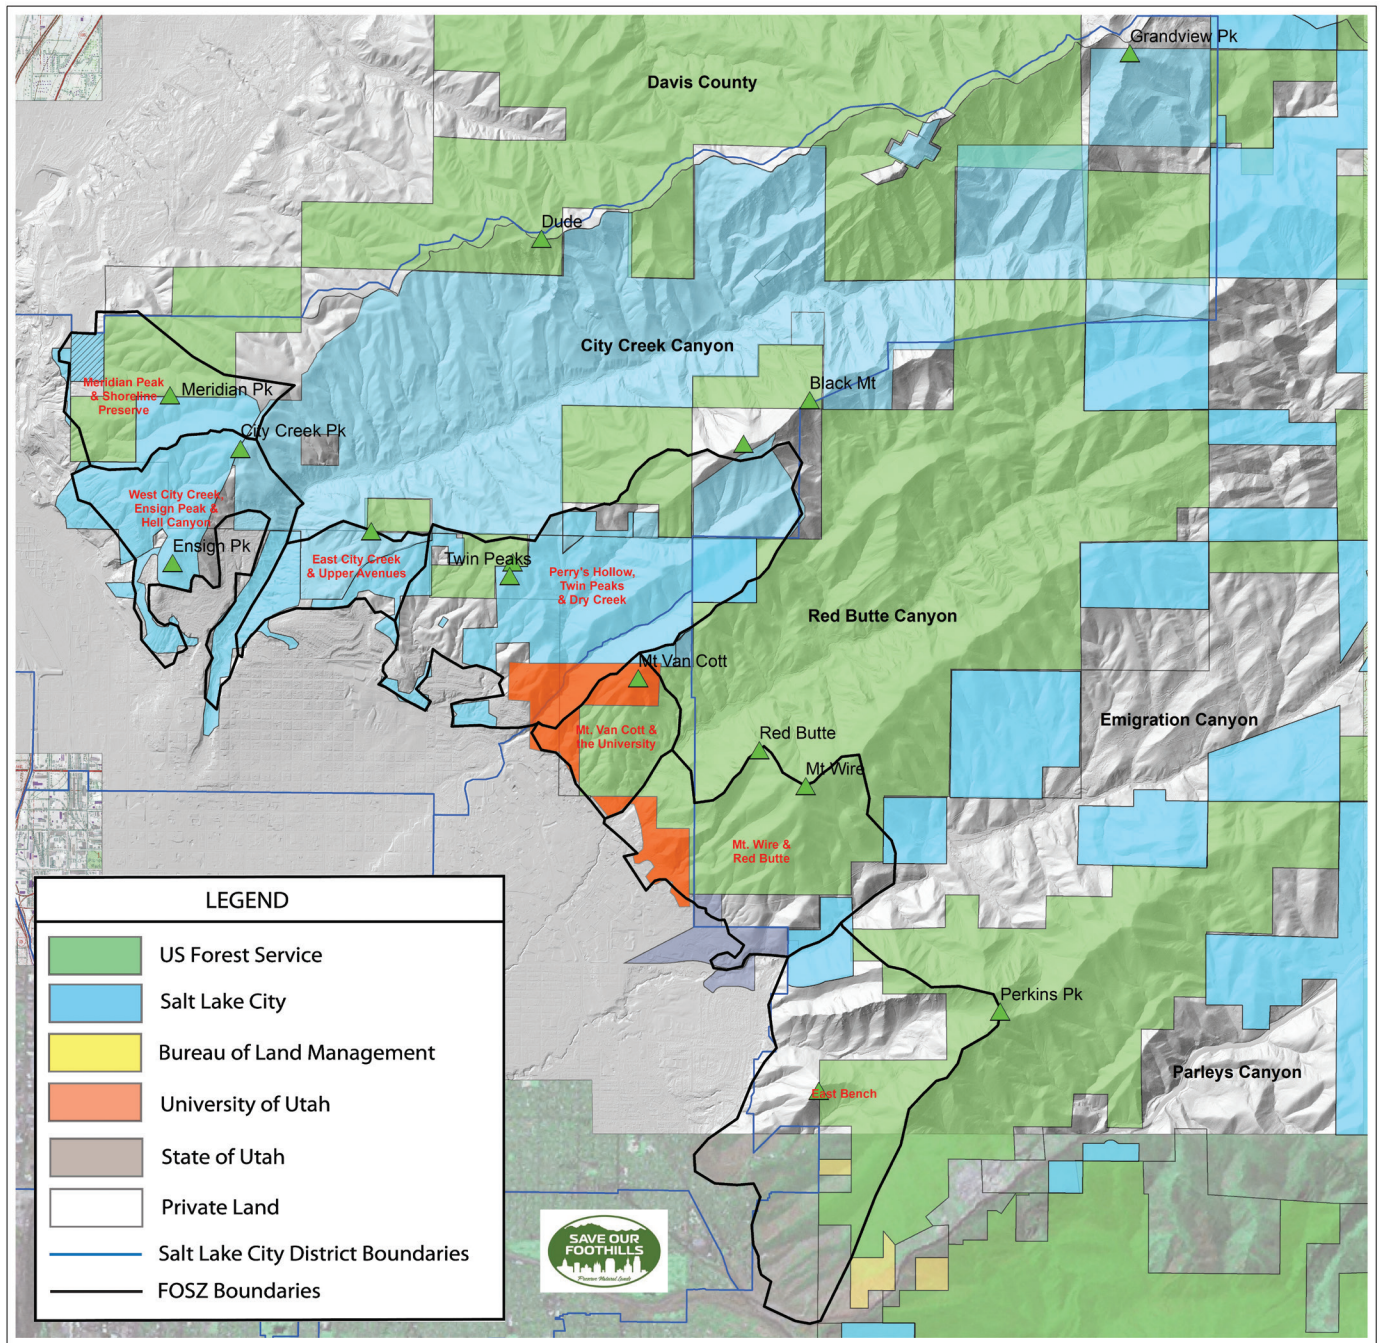 Grandview Pk
Davis County
Dude
City Creek Canyon
Meridian Peak
& Shoreline
Preserve
Meridian Pk
Black Mt
City Creek Pk
West City Creek,
Ensign Peak &
Hell Canyon
Ensign Pk
East City Creek
& Upper Avenues
Twin Peaks
Perry's Hollow,
Twin Peaks
& Dry Creek
Red Butte Canyon
Mt Van Cott
Mt. Van Cott &
the University
Red Butte
Mt Wire
Emigration Canyon
Mt. Wire &
Red Butte
Perkins Pk
Parleys Canyon
East Bench
LEGEND
US Forest Service
Salt Lake City
Bureau of Land Management
University of Utah
State of Utah
Private Land
Salt Lake City District Boundaries
FOSZ Boundaries
SAVE OUR
FOOTHILLS
Preserve Natural Lands